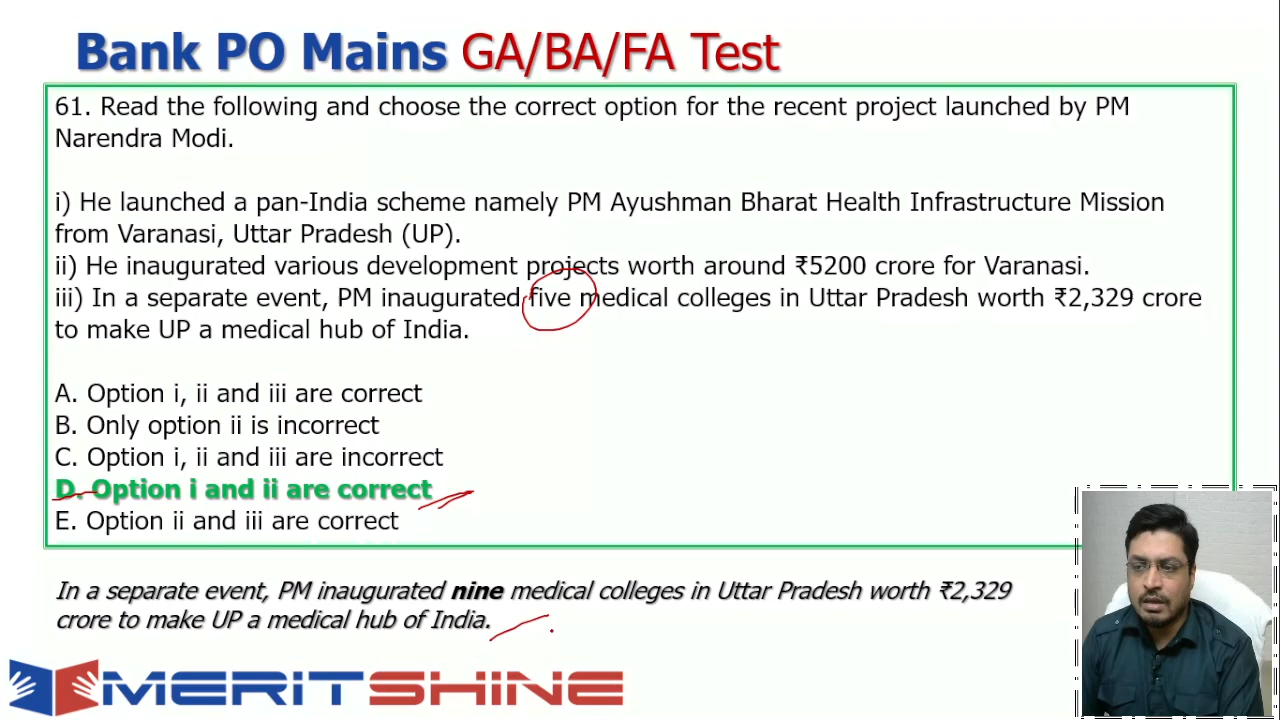 Bank PO Mains GA/BA/FA Test
61. Read the following and choose the correct option for the recent project launched by PM
Narendra Modi.
i) He launched a pan-India scheme namely PM Ayushman Bharat Health Infrastructure Mission
from Varanasi, Uttar Pradesh (UP).
ii) He inaugurated various development projects worth around ₹5200 crore for Varanasi.
iii) In a separate event, PM inaugurated five medical colleges in Uttar Pradesh worth ₹2,329 crore
to make UP a medical hub of India.
A. Option i, ii and iii are correct
B. Only option ii is incorrect
C. Option i, ii and iii are incorrect
D. Option i and ii are correct
E. Option ii and iii are correct
In a separate event, PM inaugurated nine medical colleges in Uttar Pradesh worth ₹2,329
crore to make UP a medical hub of India.
MERITSHINE